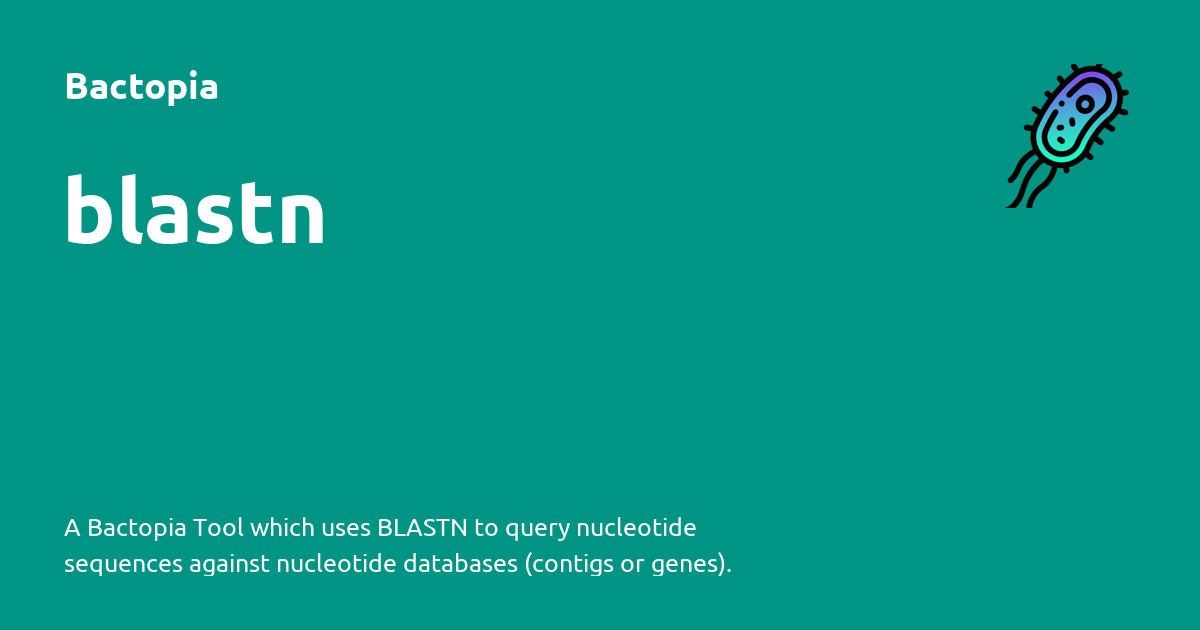 Bactopia
blastn
A Bactopia Tool which uses BLASTN to query nucleotide
sequences against nucleotide databases (contigs or genes).